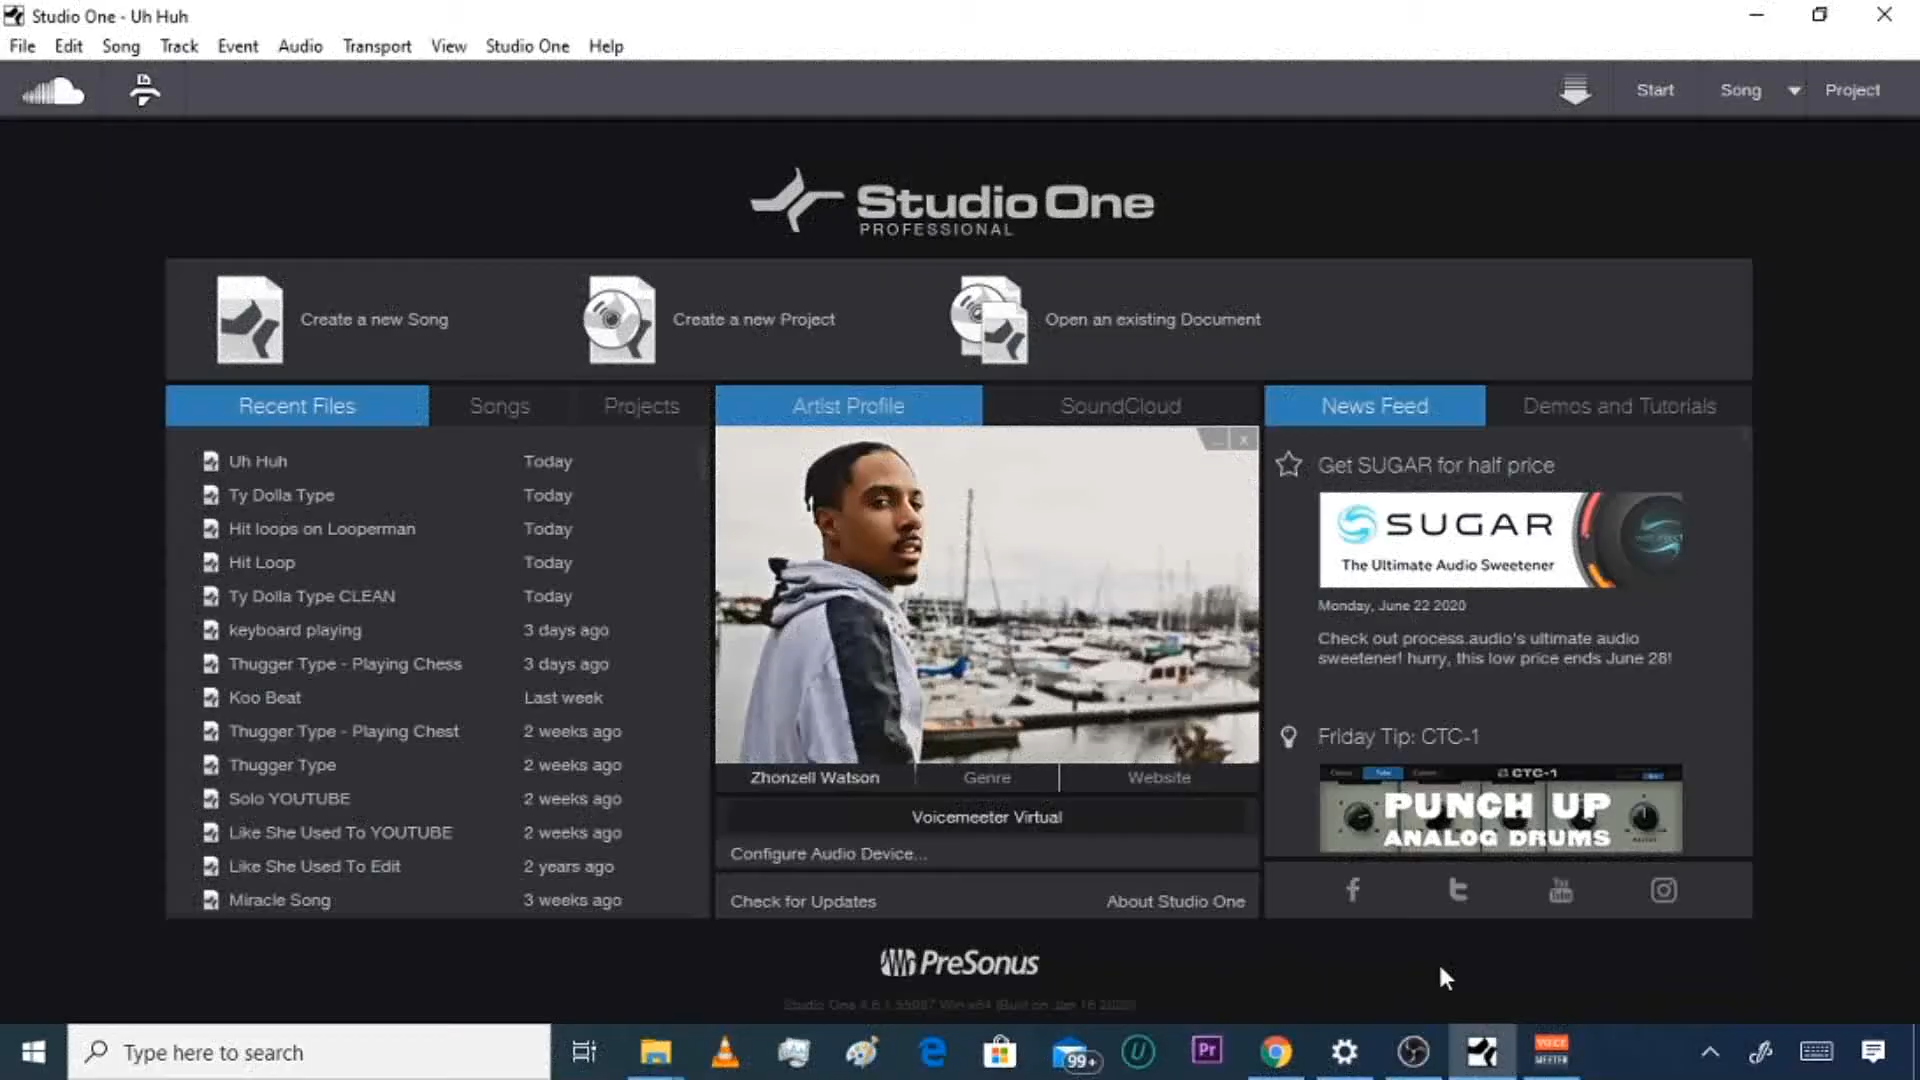 Studio One - Uh Huh
File Edit Song Track Event Audio Transport View Studio One Help
Start Song Project
Studio One
PROFESSIONAL
Create a new Song
Create a new Project
Open an existing Document
Recent Files Songs Projects
Uh Huh Today
Ty Dolla Type Today
Hit loops on Looperman Today
Hit Loop Today
Ty Dolla Type CLEAN Today
keyboard playing 3 days ago
Thugger Type - Playing Chess 3 days ago
Koo Beat Last week
Thugger Type - Playing Chest 2 weeks ago
Thugger Type 2 weeks ago
Solo YOUTUBE 2 weeks ago
Like She Used To YOUTUBE 2 weeks ago
Like She Used To Edit 2 years ago
Miracle Song 3 weeks ago
Artist Profile SoundCloud
x
Zhonzell Watson Genre Website
Voicemeeter Virtual
Configure Audio Device...
Check for Updates About Studio One
News Feed Demos and Tutorials
Get SUGAR for half price
SUGAR
The Ultimate Audio Sweetener
Monday, June 22 2020
Check out process.audio's ultimate audio
sweetener! hurry, this low price ends June 28!
Friday Tip: CTC-1
CTC-1
PUNCH UP
ANALOG DRUMS
You Tube
PreSonus
Type here to search
99+
U
Pr
VOICE
MEETER